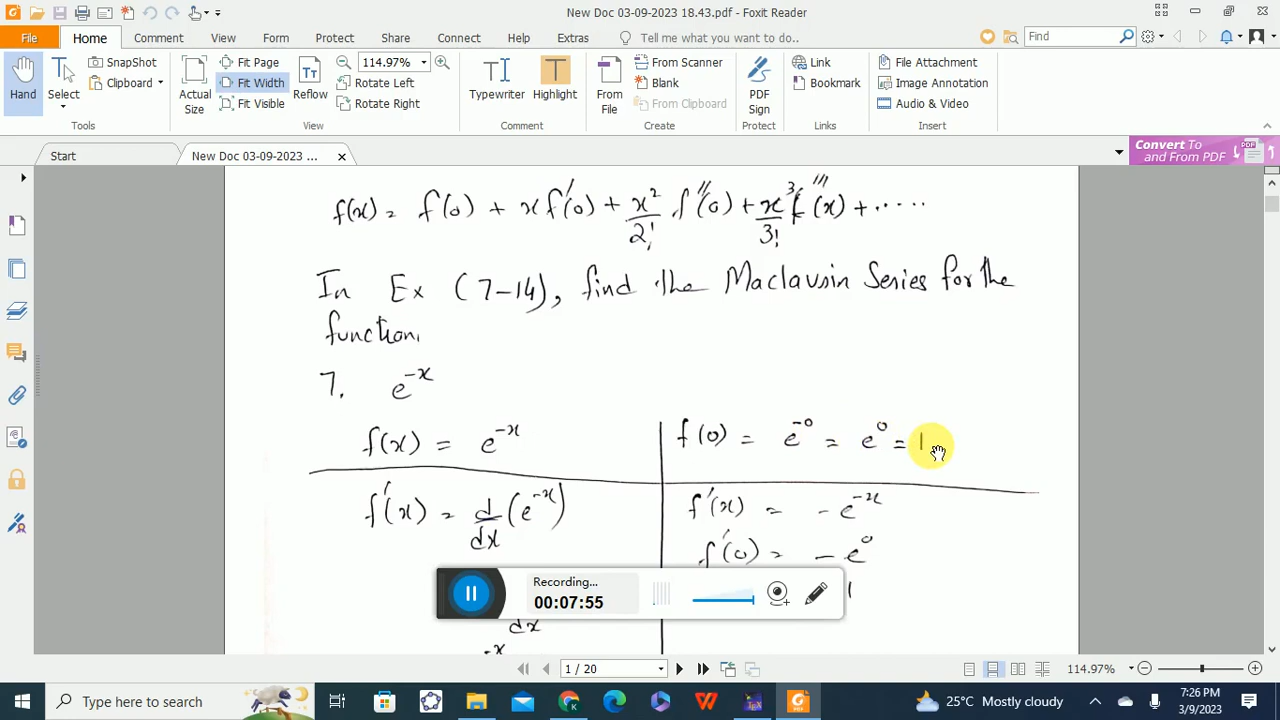 New Doc 03-09-2023 18.43.pdf - Foxit Reader
File Home Comment View Form Protect Share Connect Help Extras Tell me what you want to do... Find
Hand Select SnapShot Clipboard Actual Size Fit Page Fit Width Fit Visible Reflow 114.97% Rotate Left Rotate Right Typewriter Highlight From File From Scanner Blank From Clipboard PDF Sign Link Bookmark File Attachment Image Annotation Audio & Video
Tools View Comment Create Protect Links Insert
Start New Doc 03-09-2023 ... Convert To and From PDF
f(x) = f(0) + x f'(0) + x²/2! f''(0) + x³/3! f'''(x) + .....
In Ex (7-14), find the Maclaurin Series for the
function.
7. e^-x
f(x) = e^-x f(0) = e^-0 = e^0 = 1
f'(x) = d/dx (e^-x) f'(x) = -e^-x
f'(0) = -e^0
Recording...
00:07:55
dx
-x
1 / 20 114.97%
Type here to search 25°C Mostly cloudy 7:26 PM
3/9/2023